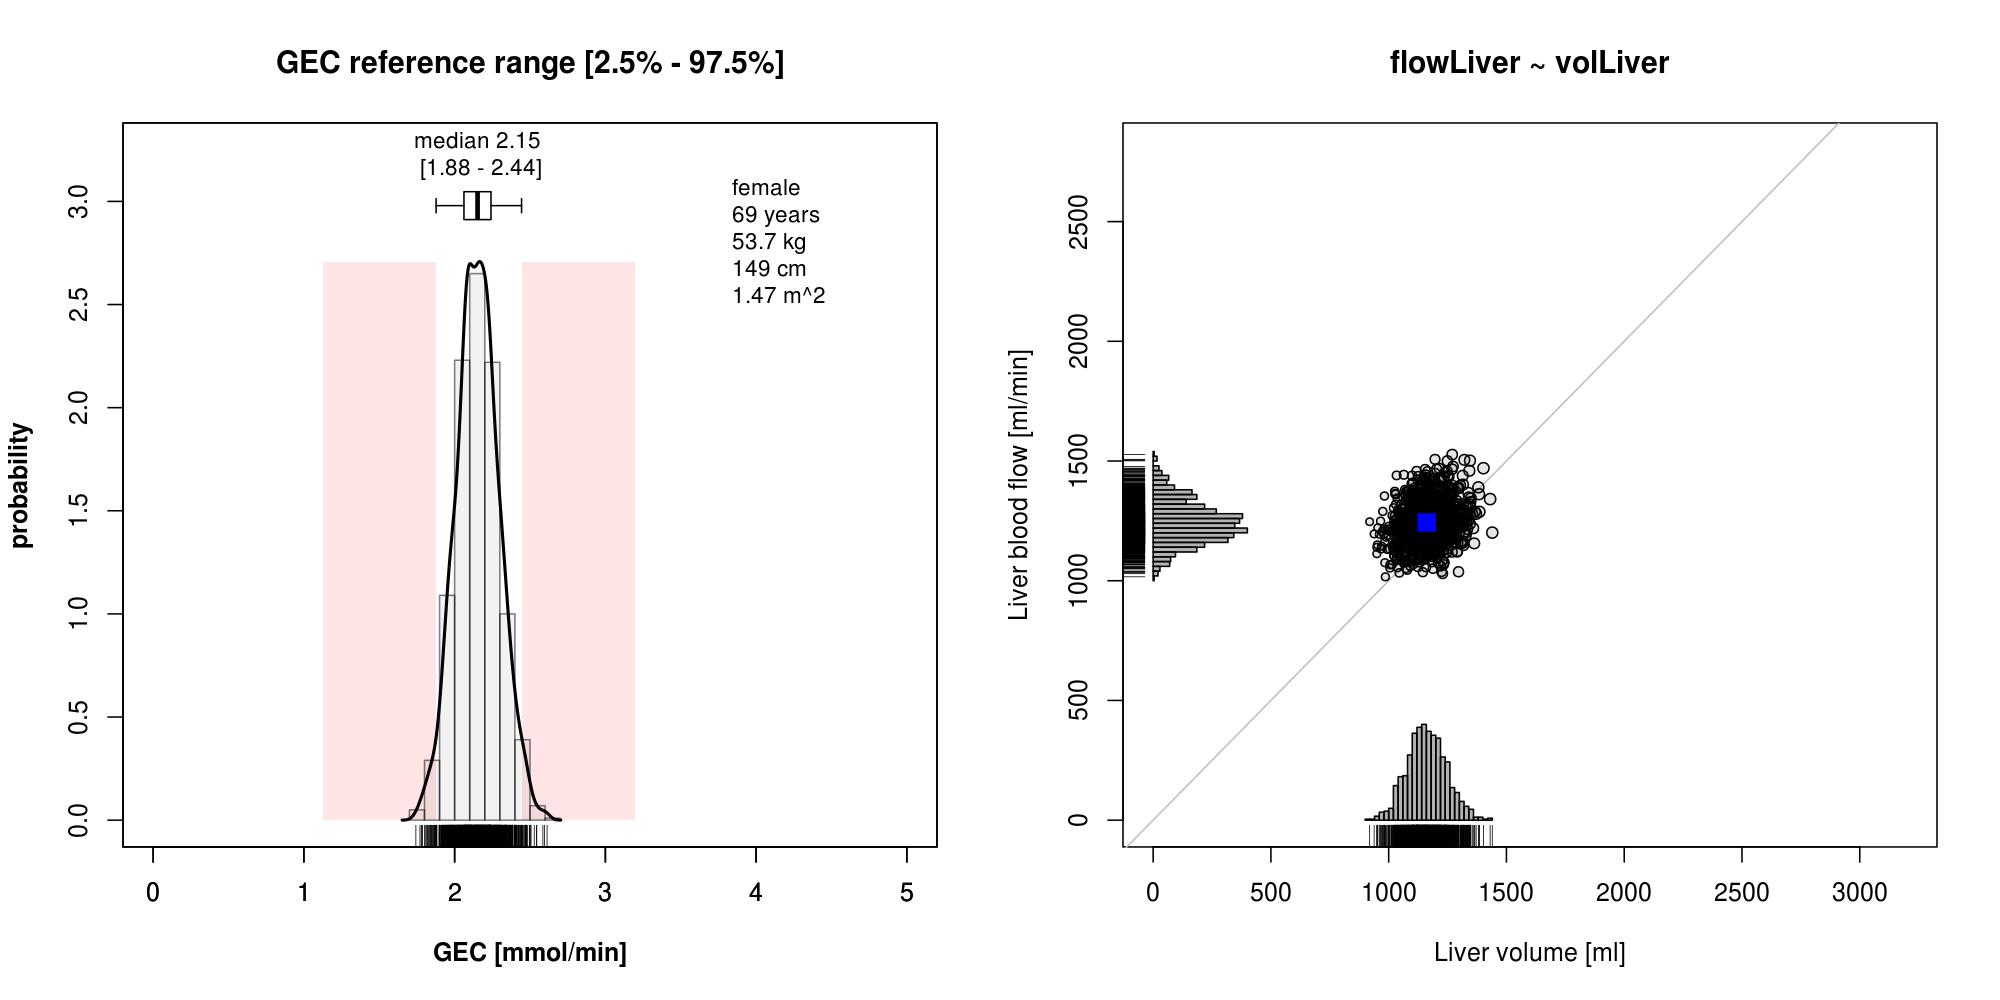 GEC reference range [2.5% - 97.5%]
median 2.15
[1.88 - 2.44]
female
69 years
53.7 kg
149 cm
1.47 m^2
probability
3.0
2.5
2.0
1.5
1.0
0.5
0.0
0 1 2 3 4 5
GEC [mmol/min]
flowLiver ~ volLiver
Liver blood flow [ml/min]
2500
2000
1500
1000
500
0
0 500 1000 1500 2000 2500 3000
Liver volume [ml]